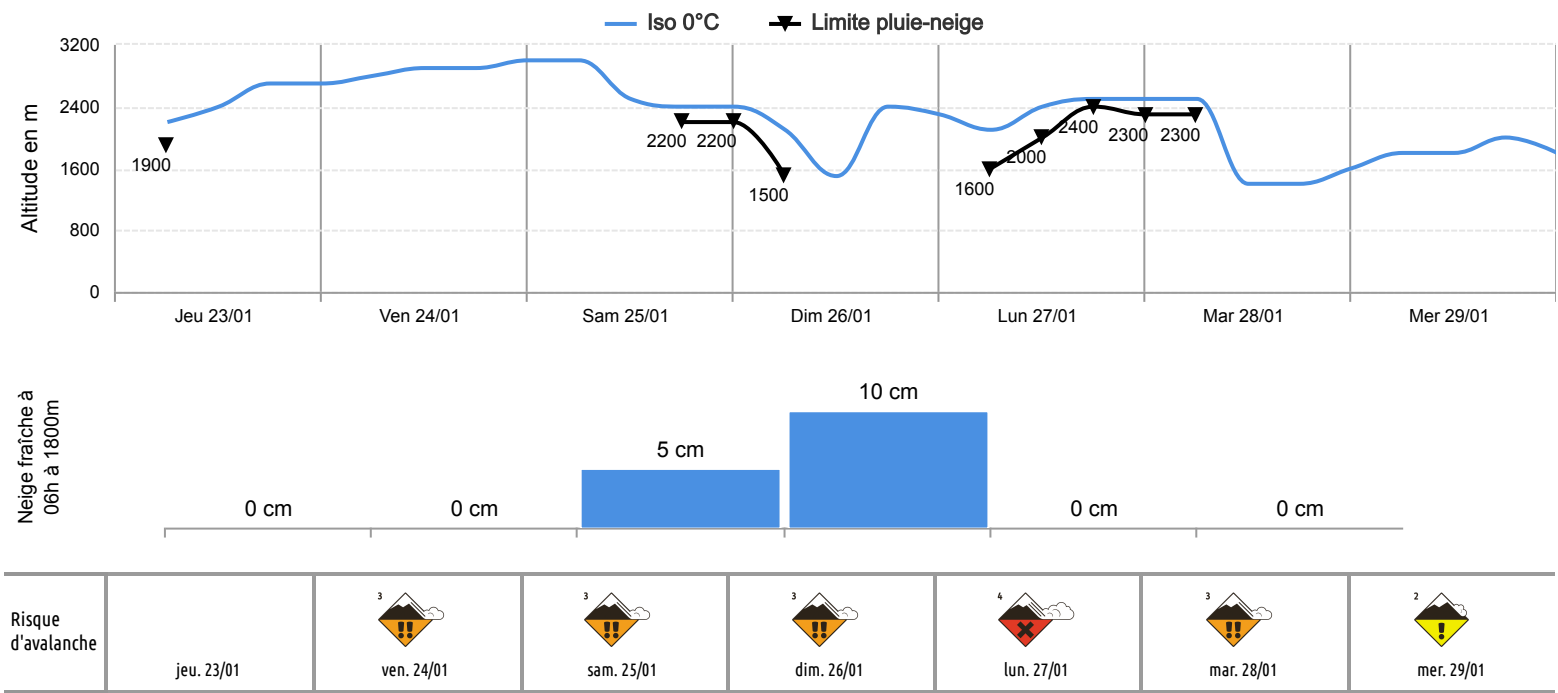 Iso 0°C Limite pluie-neige
Altitude en m
3200
2400
1600
800
0
1900
2200 2200
1500
1600
2000
2400
2300 2300
Jeu 23/01 Ven 24/01 Sam 25/01 Dim 26/01 Lun 27/01 Mar 28/01 Mer 29/01
Neige fraîche à
06h à 1800m
0 cm 0 cm 5 cm 10 cm 0 cm 0 cm
Risque
d'avalanche
3 3 3 4 3 2
!! !! !! !! !
jeu. 23/01 ven. 24/01 sam. 25/01 dim. 26/01 lun. 27/01 mar. 28/01 mer. 29/01